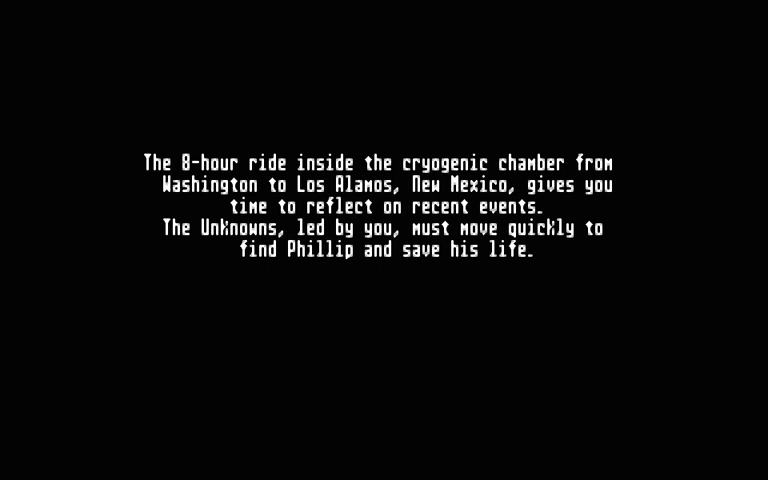 The 8-hour ride inside the cryogenic chamber from
Washington to Los Alamos, New Mexico, gives you
time to reflect on recent events.
The Unknowns, led by you, must move quickly to
find Phillip and save his life.